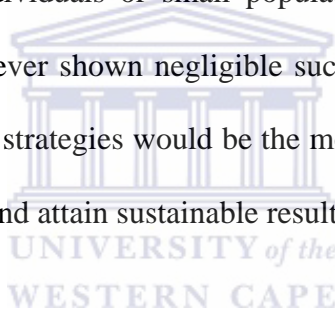 or small popula
ever shown negligible suc
strategies would be the m
nd attain sustainable result
UNIVERSITY of the
WESTERN CAPE